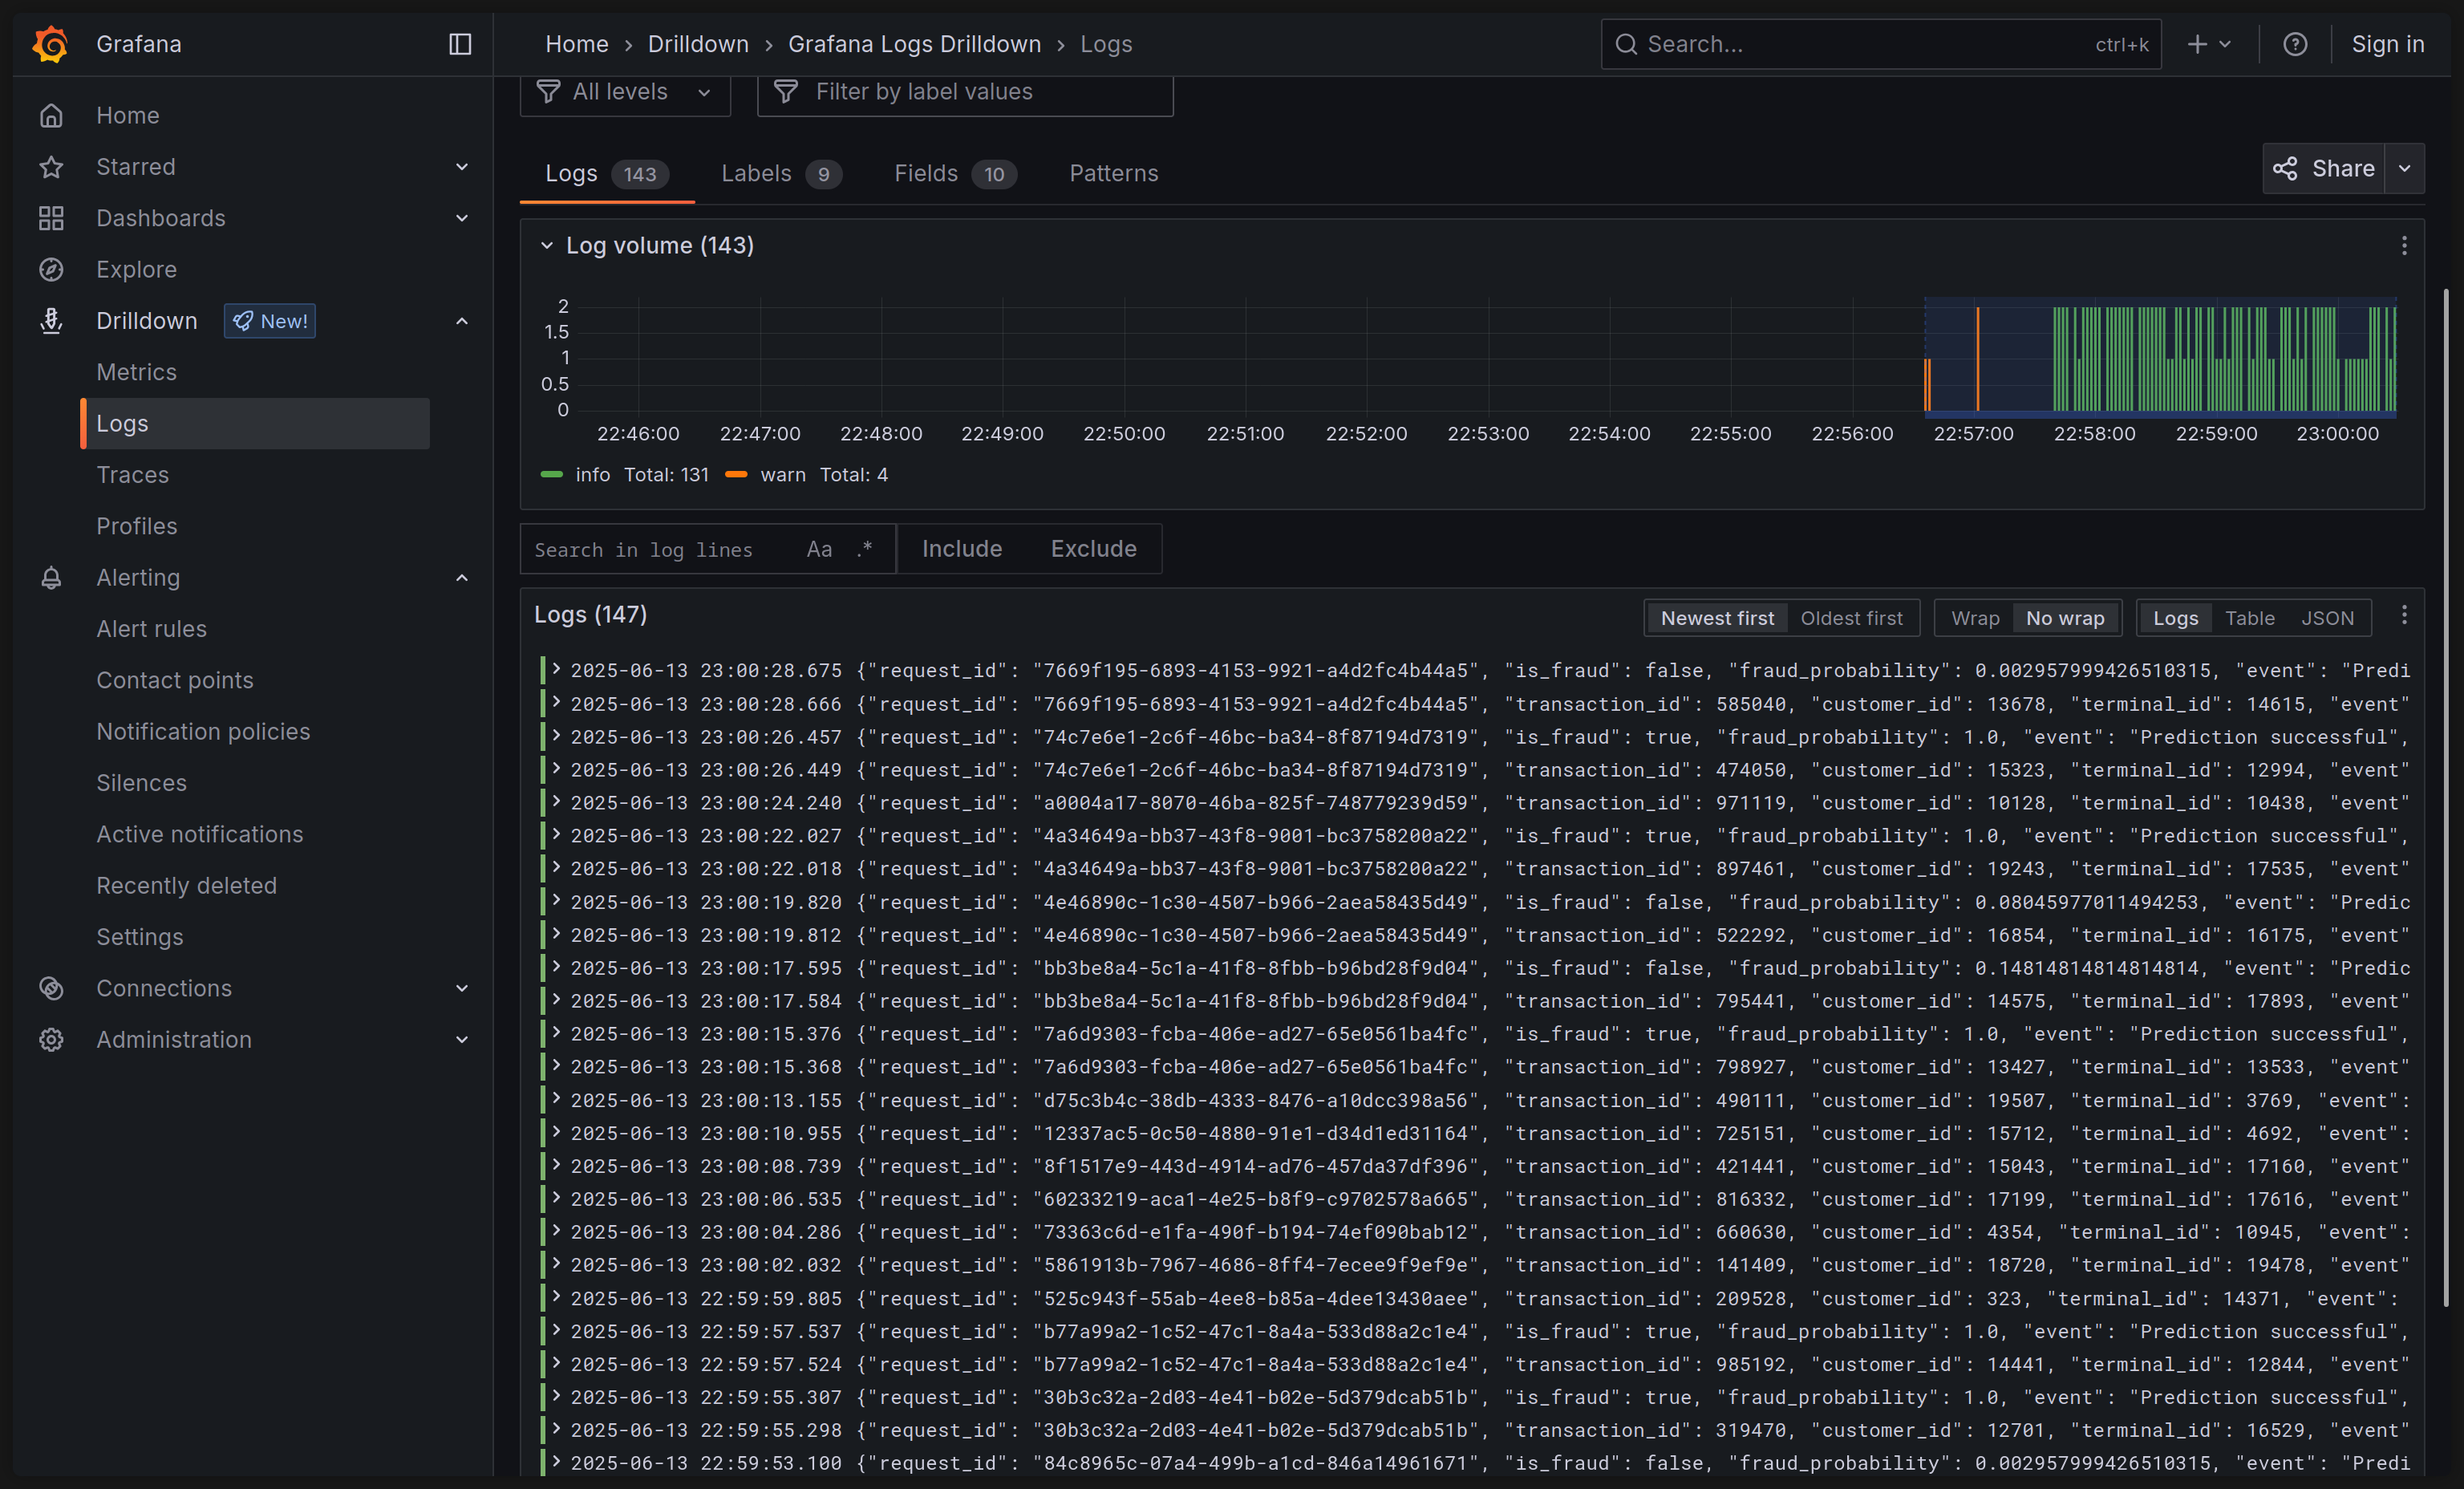 Grafana
Home › Drilldown › Grafana Logs Drilldown › Logs
Search... ctrl+k
Sign in
Home
Starred
Dashboards
Explore
Drilldown New!
Metrics
Logs
Traces
Profiles
Alerting
Alert rules
Contact points
Notification policies
Silences
Active notifications
Recently deleted
Settings
Connections
Administration
All levels
Filter by label values
Logs 143 Labels 9 Fields 10 Patterns
Share
Log volume (143)
2
1.5
1
0.5
0
22:46:00 22:47:00 22:48:00 22:49:00 22:50:00 22:51:00 22:52:00 22:53:00 22:54:00 22:55:00 22:56:00 22:57:00 22:58:00 22:59:00 23:00:00
info Total: 131 warn Total: 4
Search in log lines Aa .* Include Exclude
Logs (147)
Newest first Oldest first Wrap No wrap Logs Table JSON
2025-06-13 23:00:28.675 {"request_id": "7669f195-6893-4153-9921-a4d2fc4b44a5", "is_fraud": false, "fraud_probability": 0.002957999426510315, "event": "Predi
2025-06-13 23:00:28.666 {"request_id": "7669f195-6893-4153-9921-a4d2fc4b44a5", "transaction_id": 585040, "customer_id": 13678, "terminal_id": 14615, "event"
2025-06-13 23:00:26.457 {"request_id": "74c7e6e1-2c6f-46bc-ba34-8f87194d7319", "is_fraud": true, "fraud_probability": 1.0, "event": "Prediction successful",
2025-06-13 23:00:26.449 {"request_id": "74c7e6e1-2c6f-46bc-ba34-8f87194d7319", "transaction_id": 474050, "customer_id": 15323, "terminal_id": 12994, "event"
2025-06-13 23:00:24.240 {"request_id": "a0004a17-8070-46ba-825f-748779239d59", "transaction_id": 971119, "customer_id": 10128, "terminal_id": 10438, "event"
2025-06-13 23:00:22.027 {"request_id": "4a34649a-bb37-43f8-9001-bc3758200a22", "is_fraud": true, "fraud_probability": 1.0, "event": "Prediction successful",
2025-06-13 23:00:22.018 {"request_id": "4a34649a-bb37-43f8-9001-bc3758200a22", "transaction_id": 897461, "customer_id": 19243, "terminal_id": 17535, "event"
2025-06-13 23:00:19.820 {"request_id": "4e46890c-1c30-4507-b966-2aea58435d49", "is_fraud": false, "fraud_probability": 0.08045977011494253, "event": "Predic
2025-06-13 23:00:19.812 {"request_id": "4e46890c-1c30-4507-b966-2aea58435d49", "transaction_id": 522292, "customer_id": 16854, "terminal_id": 16175, "event"
2025-06-13 23:00:17.595 {"request_id": "bb3be8a4-5c1a-41f8-8fbb-b96bd28f9d04", "is_fraud": false, "fraud_probability": 0.14814814814814814, "event": "Predic
2025-06-13 23:00:17.584 {"request_id": "bb3be8a4-5c1a-41f8-8fbb-b96bd28f9d04", "transaction_id": 795441, "customer_id": 14575, "terminal_id": 17893, "event"
2025-06-13 23:00:15.376 {"request_id": "7a6d9303-fcba-406e-ad27-65e0561ba4fc", "is_fraud": true, "fraud_probability": 1.0, "event": "Prediction successful",
2025-06-13 23:00:15.368 {"request_id": "7a6d9303-fcba-406e-ad27-65e0561ba4fc", "transaction_id": 798927, "customer_id": 13427, "terminal_id": 13533, "event"
2025-06-13 23:00:13.155 {"request_id": "d75c3b4c-38db-4333-8476-a10dcc398a56", "transaction_id": 490111, "customer_id": 19507, "terminal_id": 3769, "event":
2025-06-13 23:00:10.955 {"request_id": "12337ac5-0c50-4880-91e1-d34d1ed31164", "transaction_id": 725151, "customer_id": 15712, "terminal_id": 4692, "event":
2025-06-13 23:00:08.739 {"request_id": "8f1517e9-443d-4914-ad76-457da37df396", "transaction_id": 421441, "customer_id": 15043, "terminal_id": 17160, "event"
2025-06-13 23:00:06.535 {"request_id": "60233219-aca1-4e25-b8f9-c9702578a665", "transaction_id": 816332, "customer_id": 17199, "terminal_id": 17616, "event"
2025-06-13 23:00:04.286 {"request_id": "73363c6d-e1fa-490f-b194-74ef090bab12", "transaction_id": 660630, "customer_id": 4354, "terminal_id": 10945, "event":
2025-06-13 23:00:02.032 {"request_id": "5861913b-7967-4686-8ff4-7ecee9f9ef9e", "transaction_id": 141409, "customer_id": 18720, "terminal_id": 19478, "event"
2025-06-13 22:59:59.805 {"request_id": "525c943f-55ab-4ee8-b85a-4dee13430aee", "transaction_id": 209528, "customer_id": 323, "terminal_id": 14371, "event":
2025-06-13 22:59:57.537 {"request_id": "b77a99a2-1c52-47c1-8a4a-533d88a2c1e4", "is_fraud": true, "fraud_probability": 1.0, "event": "Prediction successful",
2025-06-13 22:59:57.524 {"request_id": "b77a99a2-1c52-47c1-8a4a-533d88a2c1e4", "transaction_id": 985192, "customer_id": 14441, "terminal_id": 12844, "event"
2025-06-13 22:59:55.307 {"request_id": "30b3c32a-2d03-4e41-b02e-5d379dcab51b", "is_fraud": true, "fraud_probability": 1.0, "event": "Prediction successful",
2025-06-13 22:59:55.298 {"request_id": "30b3c32a-2d03-4e41-b02e-5d379dcab51b", "transaction_id": 319470, "customer_id": 12701, "terminal_id": 16529, "event"
2025-06-13 22:59:53.100 {"request_id": "84c8965c-07a4-499b-a1cd-846a14961671", "is_fraud": false, "fraud_probability": 0.002957999426510315, "event": "Predi